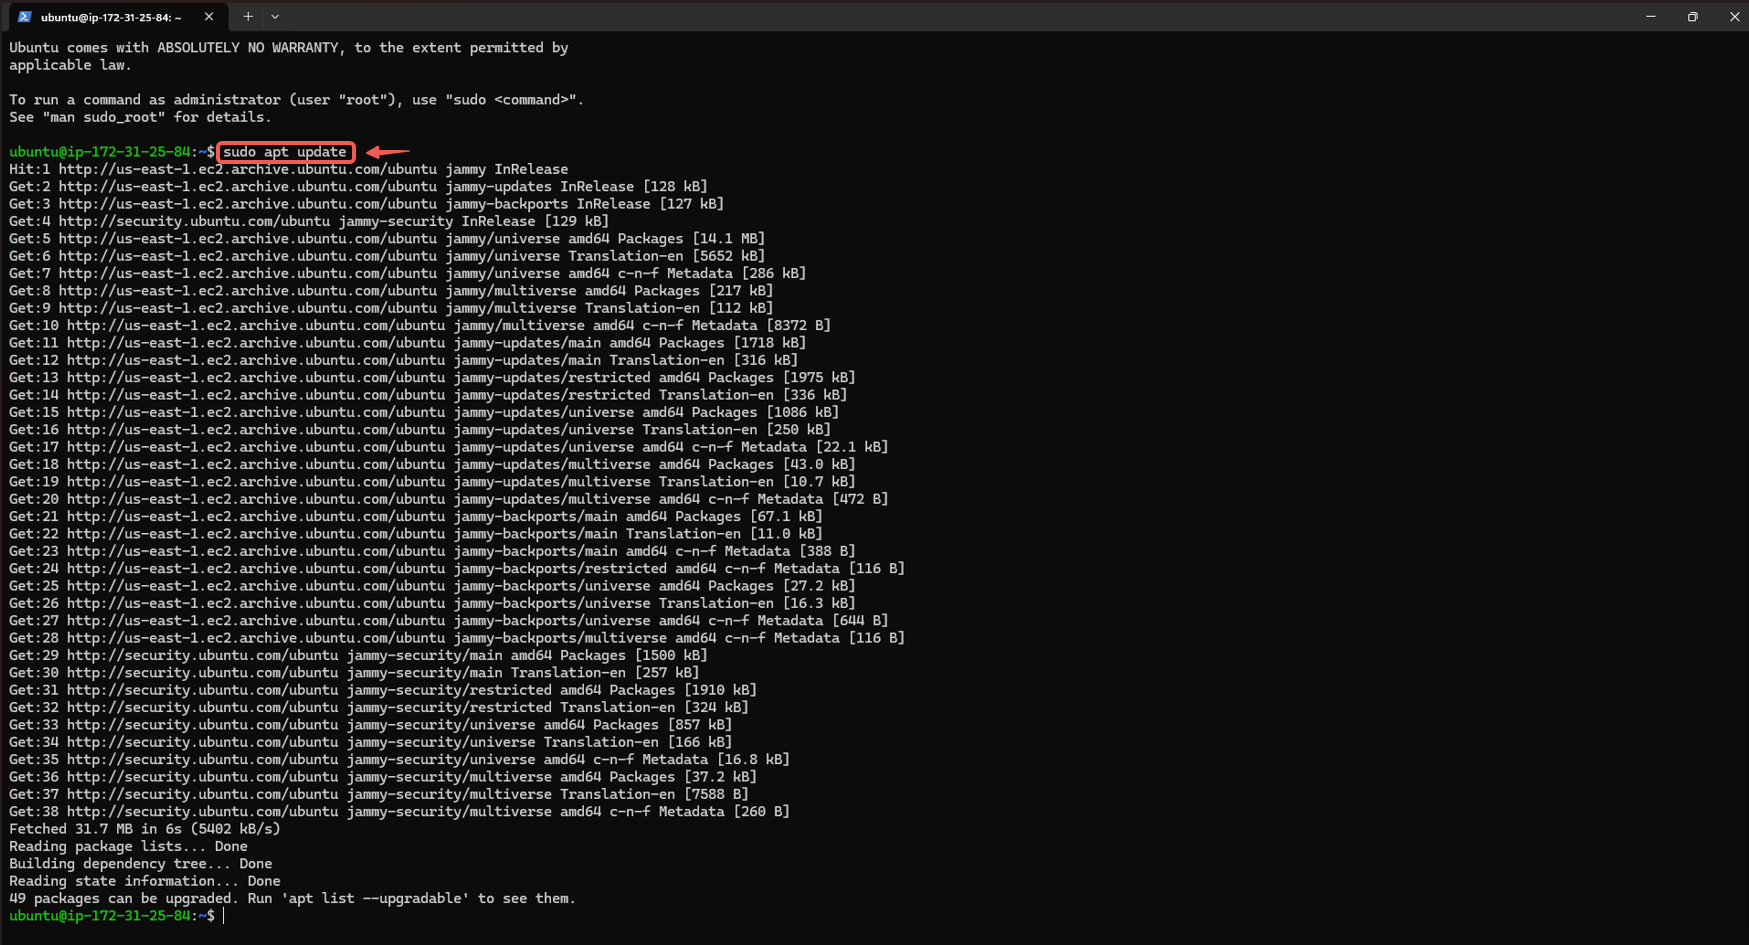 ubuntu@ip-172-31-25-84: ~
Ubuntu comes with ABSOLUTELY NO WARRANTY, to the extent permitted by
applicable law.
To run a command as administrator (user "root"), use "sudo <command>".
See "man sudo_root" for details.
ubuntu@ip-172-31-25-84:~$ sudo apt update
Hit:1 http://us-east-1.ec2.archive.ubuntu.com/ubuntu jammy InRelease
Get:2 http://us-east-1.ec2.archive.ubuntu.com/ubuntu jammy-updates InRelease [128 kB]
Get:3 http://us-east-1.ec2.archive.ubuntu.com/ubuntu jammy-backports InRelease [127 kB]
Get:4 http://security.ubuntu.com/ubuntu jammy-security InRelease [129 kB]
Get:5 http://us-east-1.ec2.archive.ubuntu.com/ubuntu jammy/universe amd64 Packages [14.1 MB]
Get:6 http://us-east-1.ec2.archive.ubuntu.com/ubuntu jammy/universe Translation-en [5652 kB]
Get:7 http://us-east-1.ec2.archive.ubuntu.com/ubuntu jammy/universe amd64 c-n-f Metadata [286 kB]
Get:8 http://us-east-1.ec2.archive.ubuntu.com/ubuntu jammy/multiverse amd64 Packages [217 kB]
Get:9 http://us-east-1.ec2.archive.ubuntu.com/ubuntu jammy/multiverse Translation-en [112 kB]
Get:10 http://us-east-1.ec2.archive.ubuntu.com/ubuntu jammy/multiverse amd64 c-n-f Metadata [8372 B]
Get:11 http://us-east-1.ec2.archive.ubuntu.com/ubuntu jammy-updates/main amd64 Packages [1718 kB]
Get:12 http://us-east-1.ec2.archive.ubuntu.com/ubuntu jammy-updates/main Translation-en [316 kB]
Get:13 http://us-east-1.ec2.archive.ubuntu.com/ubuntu jammy-updates/restricted amd64 Packages [1975 kB]
Get:14 http://us-east-1.ec2.archive.ubuntu.com/ubuntu jammy-updates/restricted Translation-en [336 kB]
Get:15 http://us-east-1.ec2.archive.ubuntu.com/ubuntu jammy-updates/universe amd64 Packages [1086 kB]
Get:16 http://us-east-1.ec2.archive.ubuntu.com/ubuntu jammy-updates/universe Translation-en [250 kB]
Get:17 http://us-east-1.ec2.archive.ubuntu.com/ubuntu jammy-updates/universe amd64 c-n-f Metadata [22.1 kB]
Get:18 http://us-east-1.ec2.archive.ubuntu.com/ubuntu jammy-updates/multiverse amd64 Packages [43.0 kB]
Get:19 http://us-east-1.ec2.archive.ubuntu.com/ubuntu jammy-updates/multiverse Translation-en [10.7 kB]
Get:20 http://us-east-1.ec2.archive.ubuntu.com/ubuntu jammy-updates/multiverse amd64 c-n-f Metadata [472 B]
Get:21 http://us-east-1.ec2.archive.ubuntu.com/ubuntu jammy-backports/main amd64 Packages [67.1 kB]
Get:22 http://us-east-1.ec2.archive.ubuntu.com/ubuntu jammy-backports/main Translation-en [11.0 kB]
Get:23 http://us-east-1.ec2.archive.ubuntu.com/ubuntu jammy-backports/main amd64 c-n-f Metadata [388 B]
Get:24 http://us-east-1.ec2.archive.ubuntu.com/ubuntu jammy-backports/restricted amd64 c-n-f Metadata [116 B]
Get:25 http://us-east-1.ec2.archive.ubuntu.com/ubuntu jammy-backports/universe amd64 Packages [27.2 kB]
Get:26 http://us-east-1.ec2.archive.ubuntu.com/ubuntu jammy-backports/universe Translation-en [16.3 kB]
Get:27 http://us-east-1.ec2.archive.ubuntu.com/ubuntu jammy-backports/universe amd64 c-n-f Metadata [644 B]
Get:28 http://us-east-1.ec2.archive.ubuntu.com/ubuntu jammy-backports/multiverse amd64 c-n-f Metadata [116 B]
Get:29 http://security.ubuntu.com/ubuntu jammy-security/main amd64 Packages [1500 kB]
Get:30 http://security.ubuntu.com/ubuntu jammy-security/main Translation-en [257 kB]
Get:31 http://security.ubuntu.com/ubuntu jammy-security/restricted amd64 Packages [1910 kB]
Get:32 http://security.ubuntu.com/ubuntu jammy-security/restricted Translation-en [324 kB]
Get:33 http://security.ubuntu.com/ubuntu jammy-security/universe amd64 Packages [857 kB]
Get:34 http://security.ubuntu.com/ubuntu jammy-security/universe Translation-en [166 kB]
Get:35 http://security.ubuntu.com/ubuntu jammy-security/universe amd64 c-n-f Metadata [16.8 kB]
Get:36 http://security.ubuntu.com/ubuntu jammy-security/multiverse amd64 Packages [37.2 kB]
Get:37 http://security.ubuntu.com/ubuntu jammy-security/multiverse Translation-en [7588 B]
Get:38 http://security.ubuntu.com/ubuntu jammy-security/multiverse amd64 c-n-f Metadata [260 B]
Fetched 31.7 MB in 6s (5402 kB/s)
Reading package lists... Done
Building dependency tree... Done
Reading state information... Done
49 packages can be upgraded. Run 'apt list --upgradable' to see them.
ubuntu@ip-172-31-25-84:~$